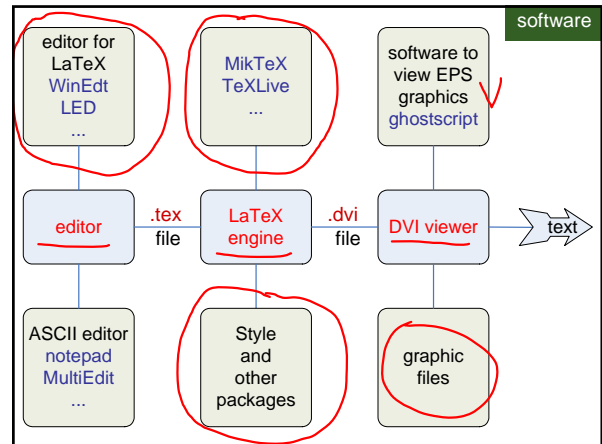 software
editor for
LaTeX
WinEdt
LED
...
MikTeX
TeXLive
...
software to
view EPS
graphics
ghostscript
editor
.tex
file
LaTeX
engine
.dvi
file
DVI viewer
text
ASCII editor
notepad
MultiEdit
...
Style
and
other
packages
graphic
files